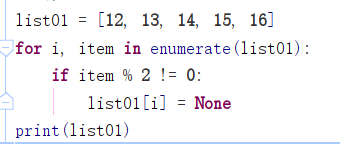 list01 = [12, 13, 14, 15, 16]
for i, item in enumerate(list01):
    if item % 2 != 0:
        list01[i] = None
print(list01)